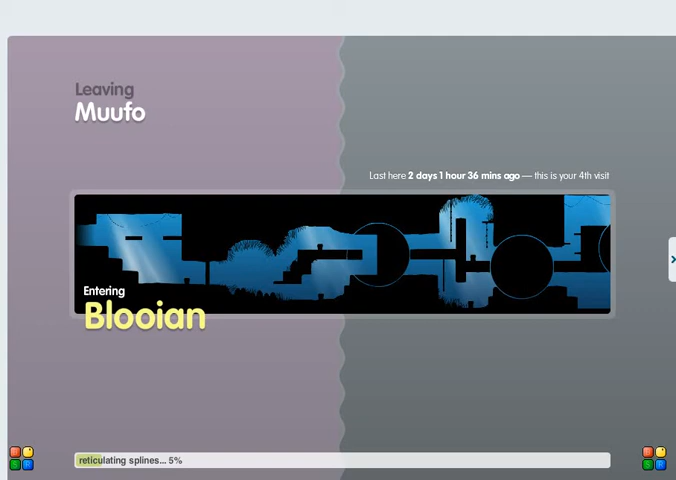 Leaving
Muufo
Last here 2 days 1 hour 36 mins ago — this is your 4th visit
Entering
Blooian
reticulating splines... 5%